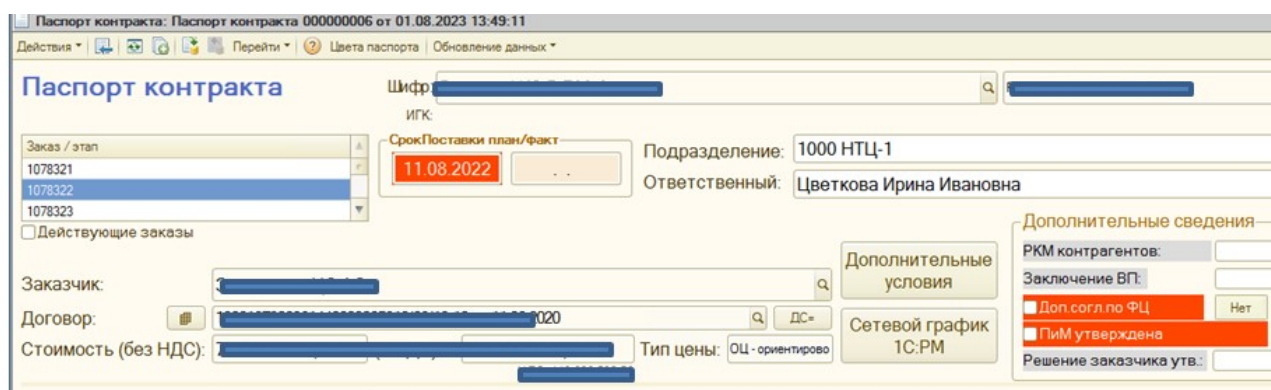 Паспорт контракта: Паспорт контракта 000000006 от 01.08.2023 13:49:11
Действия Перейти Цвета паспорта Обновление данных
Паспорт контракта
Шифр:
ИГК:
Заказ / этап
1078321
1078322
1078323
Действующие заказы
СрокПоставки план/факт
11.08.2022 . .
Подразделение: 1000 НТЦ-1
Ответственный: Цветкова Ирина Ивановна
Заказчик:
Договор: 2020 ДС=
Стоимость (без НДС): Тип цены: ОЦ - ориентирово
Дополнительные условия
Сетевой график 1С:РМ
Дополнительные сведения
РКМ контрагентов:
Заключение ВП:
Доп.согл.по ФЦ Нет
ПиМ утверждена
Решение заказчика утв.: